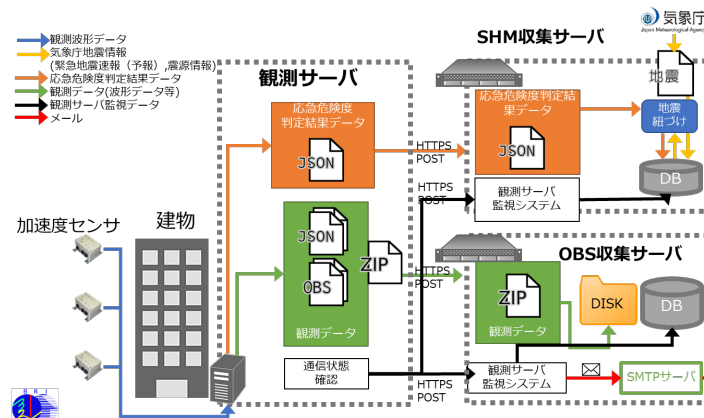 観測波形データ
気象庁地震情報
(緊急地震速報（予報）,震源情報)
応急危険度判定結果データ
観測データ(波形データ等)
観測サーバ監視データ
メール
加速度センサ
建物
観測サーバ
応急危険度
判定結果データ
JSON
JSON
OBS
ZIP
観測データ
通信状態
確認
HTTPS
POST
HTTPS
POST
HTTPS
POST
HTTPS
POST
SHM収集サーバ
気象庁
Japan Meteorological Agency
地震
応急危険度判定結
果データ
JSON
地震
紐づけ
DB
観測サーバ
監視システム
OBS収集サーバ
ZIP
観測データ
DISK
DB
観測サーバ
監視システム
SMTPサーバ
BRI